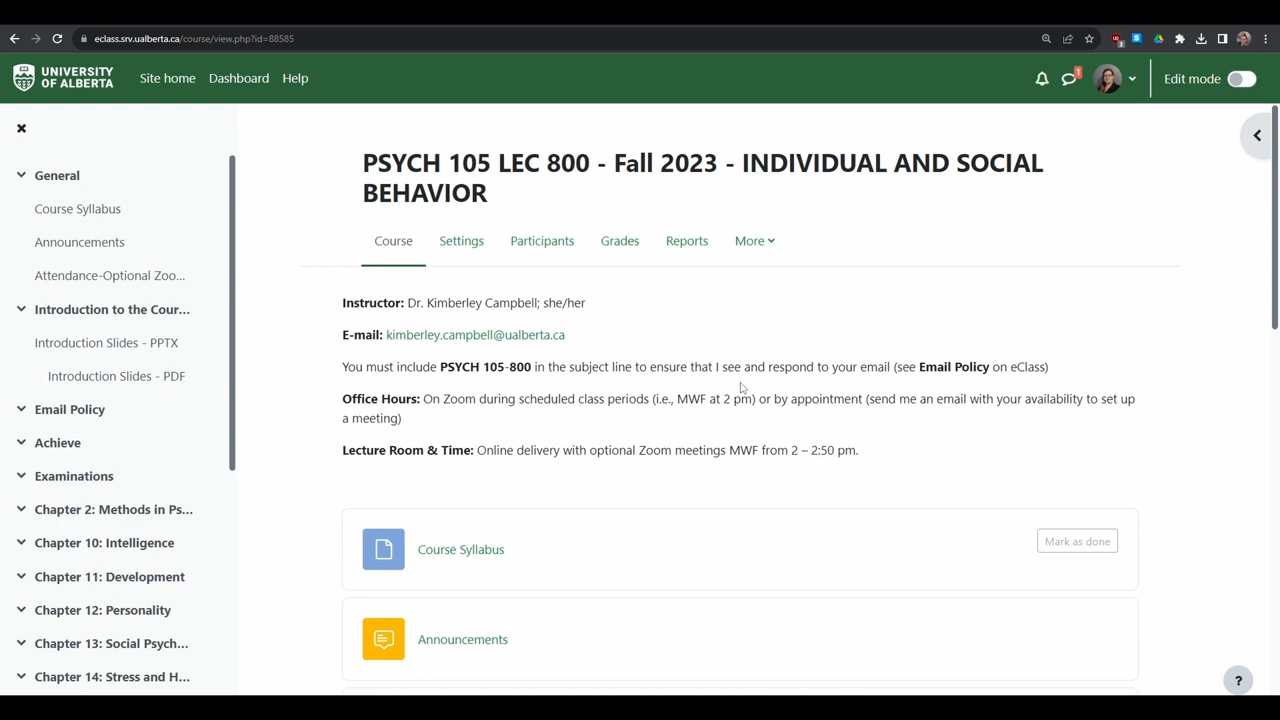 eclass.srv.ualberta.ca/course/view.php?id=88585
UNIVERSITY
OF ALBERTA
Site home
Dashboard
Help
1
Edit mode
General
Course Syllabus
Announcements
Attendance-Optional Zoo...
Introduction to the Cour...
Introduction Slides - PPTX
Introduction Slides - PDF
Email Policy
Achieve
Examinations
Chapter 2: Methods in Ps...
Chapter 10: Intelligence
Chapter 11: Development
Chapter 12: Personality
Chapter 13: Social Psych...
Chapter 14: Stress and H...
PSYCH 105 LEC 800 - Fall 2023 - INDIVIDUAL AND SOCIAL
BEHAVIOR
Course
Settings
Participants
Grades
Reports
More
Instructor: Dr. Kimberley Campbell; she/her
E-mail: kimberley.campbell@ualberta.ca
You must include PSYCH 105-800 in the subject line to ensure that I see and respond to your email (see Email Policy on eClass)
Office Hours: On Zoom during scheduled class periods (i.e., MWF at 2 pm) or by appointment (send me an email with your availability to set up
a meeting)
Lecture Room & Time: Online delivery with optional Zoom meetings MWF from 2 – 2:50 pm.
Course Syllabus
Mark as done
Announcements
?